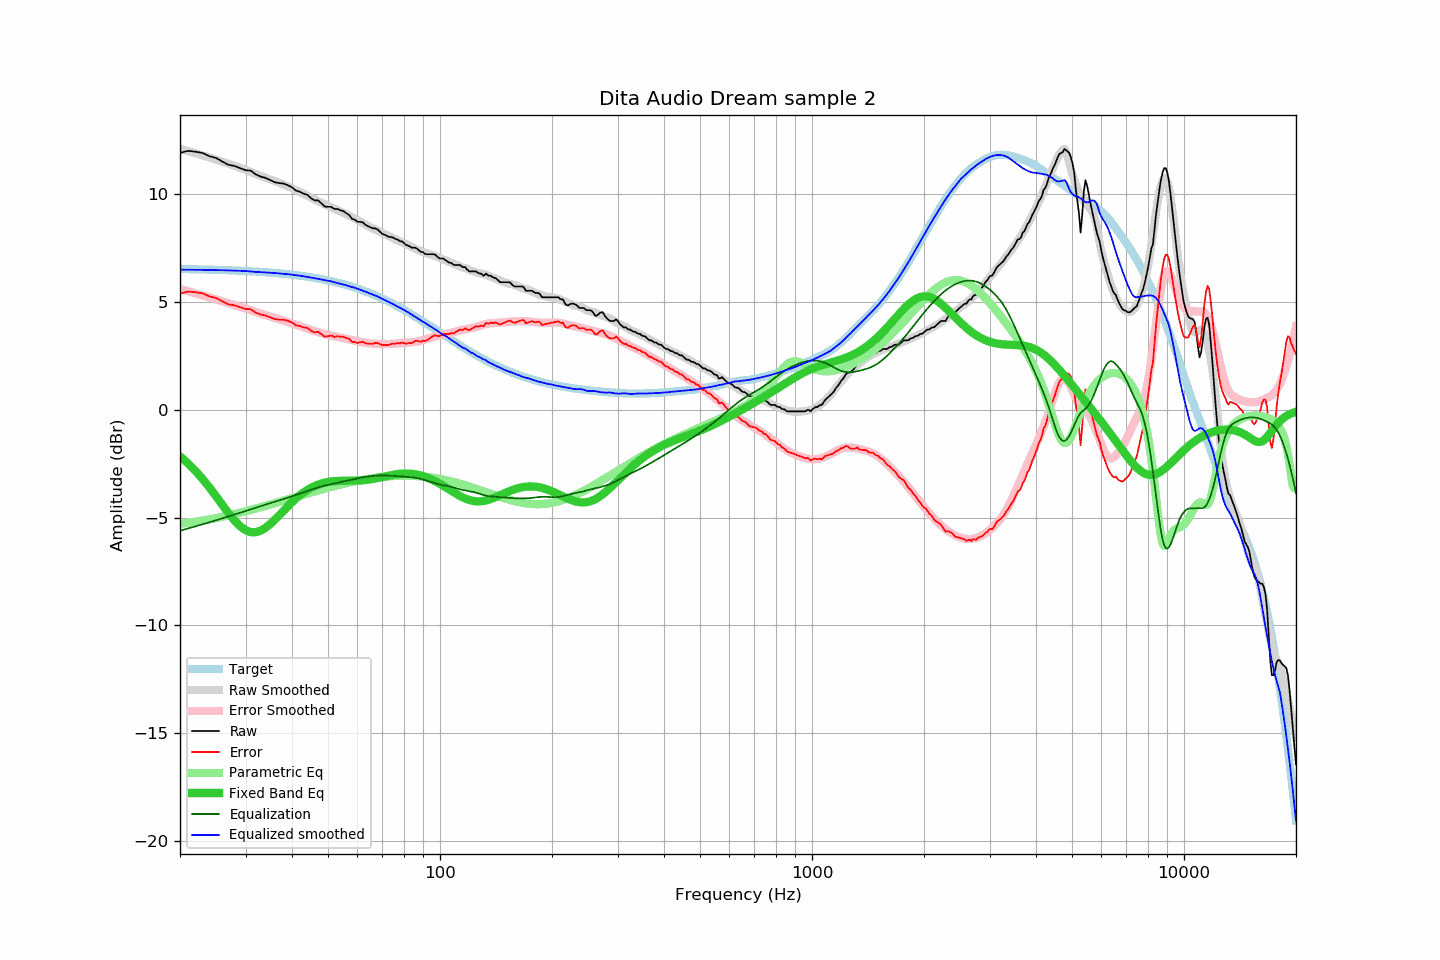 Dita Audio Dream sample 2
Amplitude (dBr)
10
5
0
−5
−10
−15
−20
Target
Raw Smoothed
Error Smoothed
Raw
Error
Parametric Eq
Fixed Band Eq
Equalization
Equalized smoothed
100 1000 10000
Frequency (Hz)